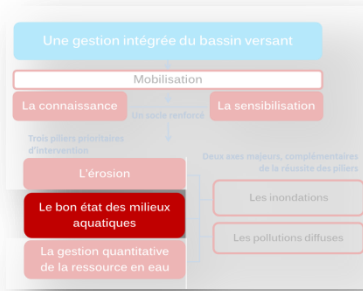 Une gestion intégrée du bassin versant
Mobilisation
La connaissance
Un socle renforcé
La sensibilisation
Trois piliers prioritaires
d'intervention
Deux axes majeurs, complémentaires
de la réussite des piliers
L'érosion
Les inondations
Le bon état des milieux
aquatiques
Les pollutions diffuses
La gestion quantitative
de la ressource en eau